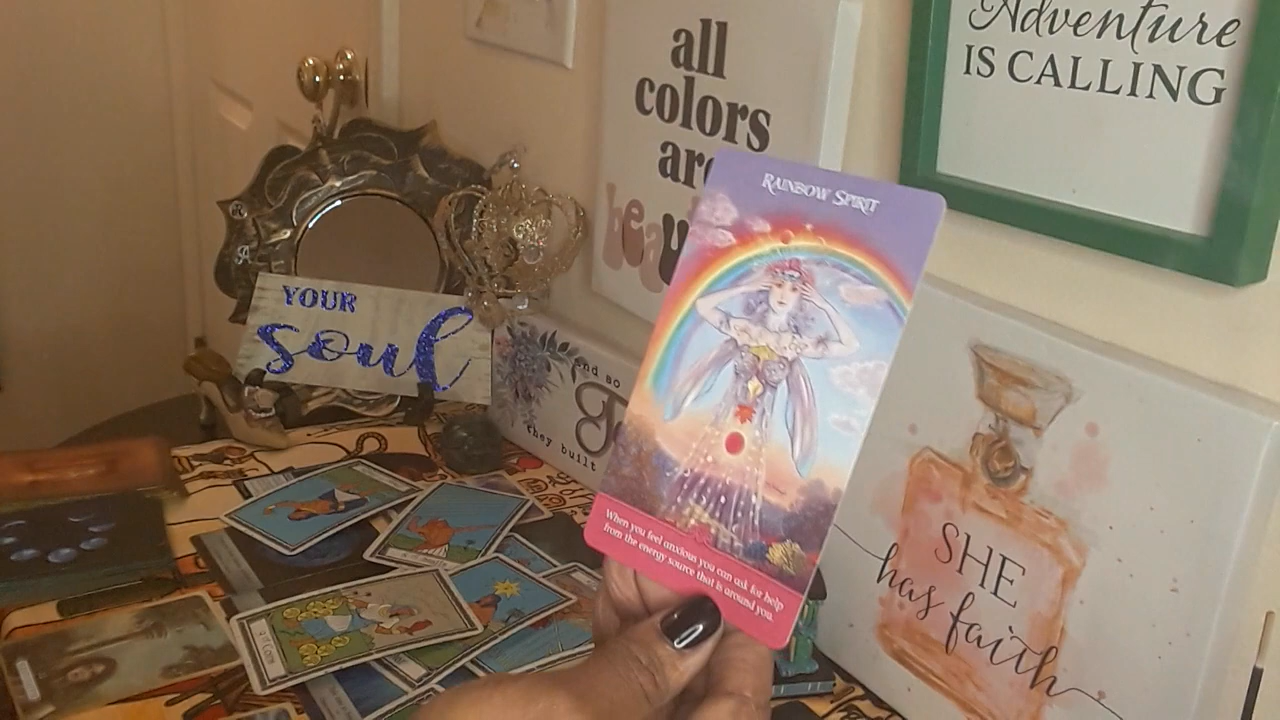 Adventure
IS CALLING
all
colors
are
beau
RAINBOW SPIRIT
YOUR
soul
and so
they built
When you feel anxious you can ask for help
from the energy source that is around you.
SHE
has faith